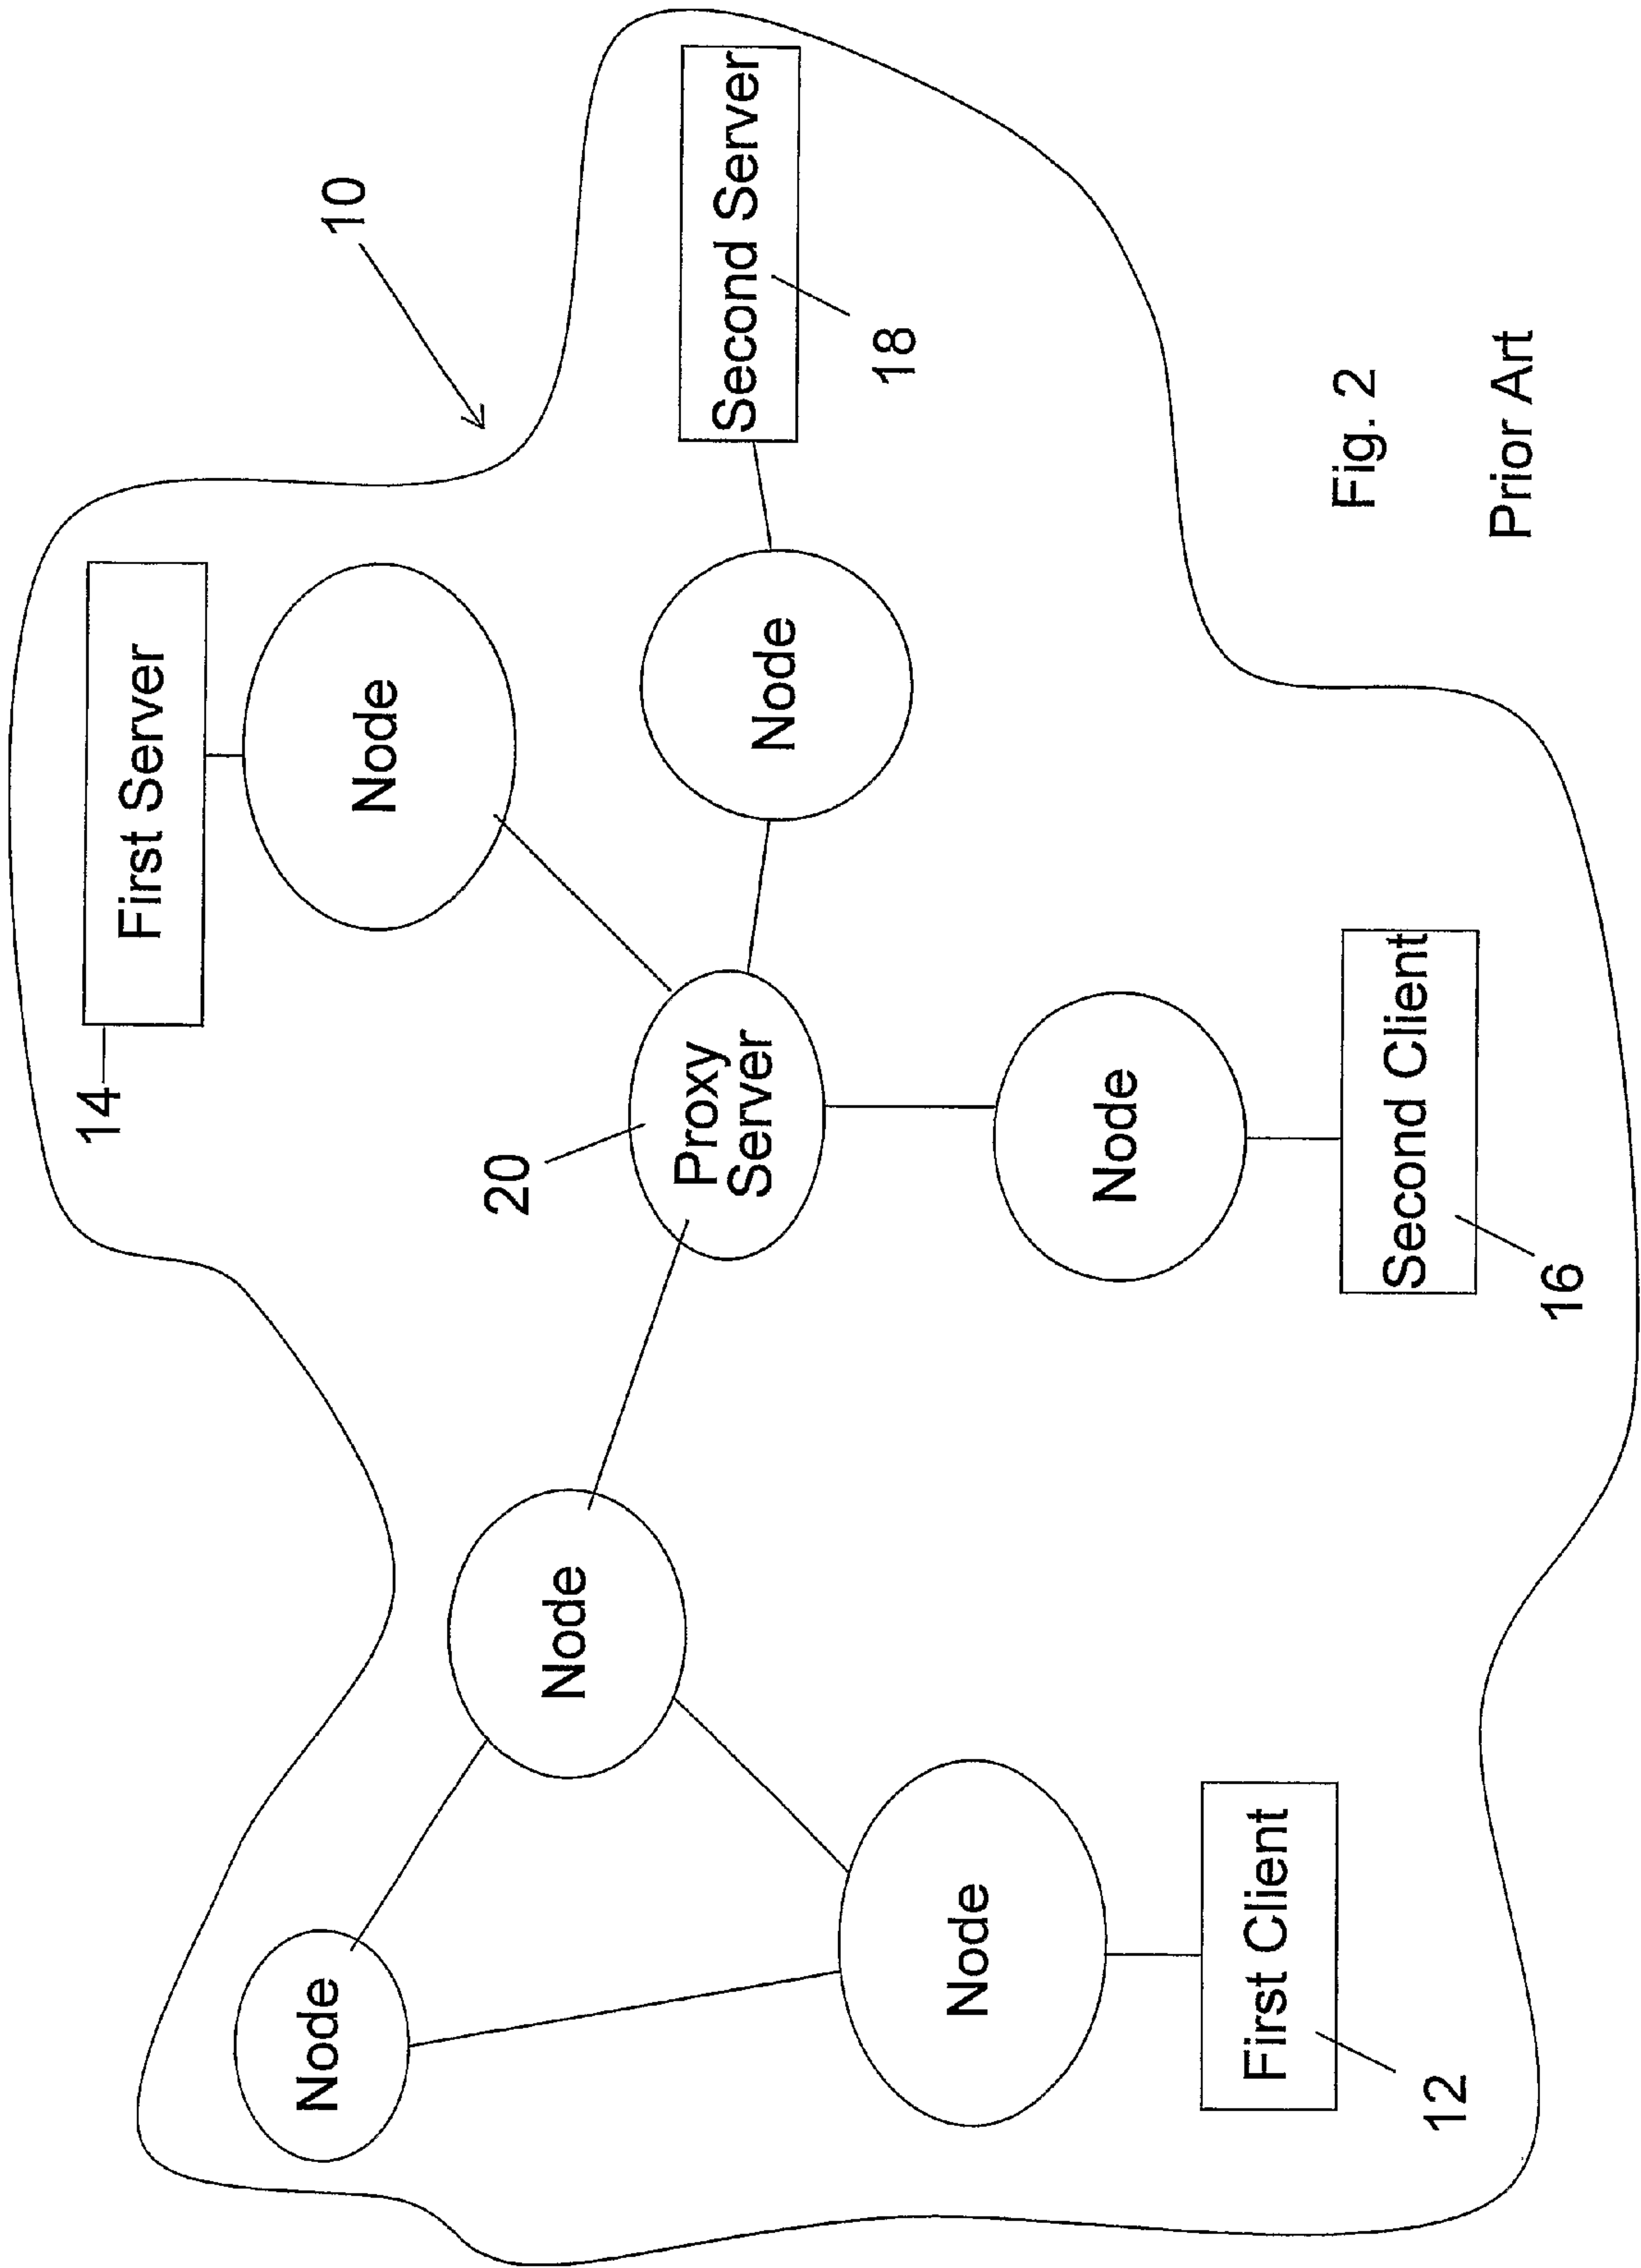 10
14
First Server
Node
Second Server
18
Node
20
Proxy
Server
Node
Second Client
16
Node
Node
Node
First Client
12
Fig. 2
Prior Art